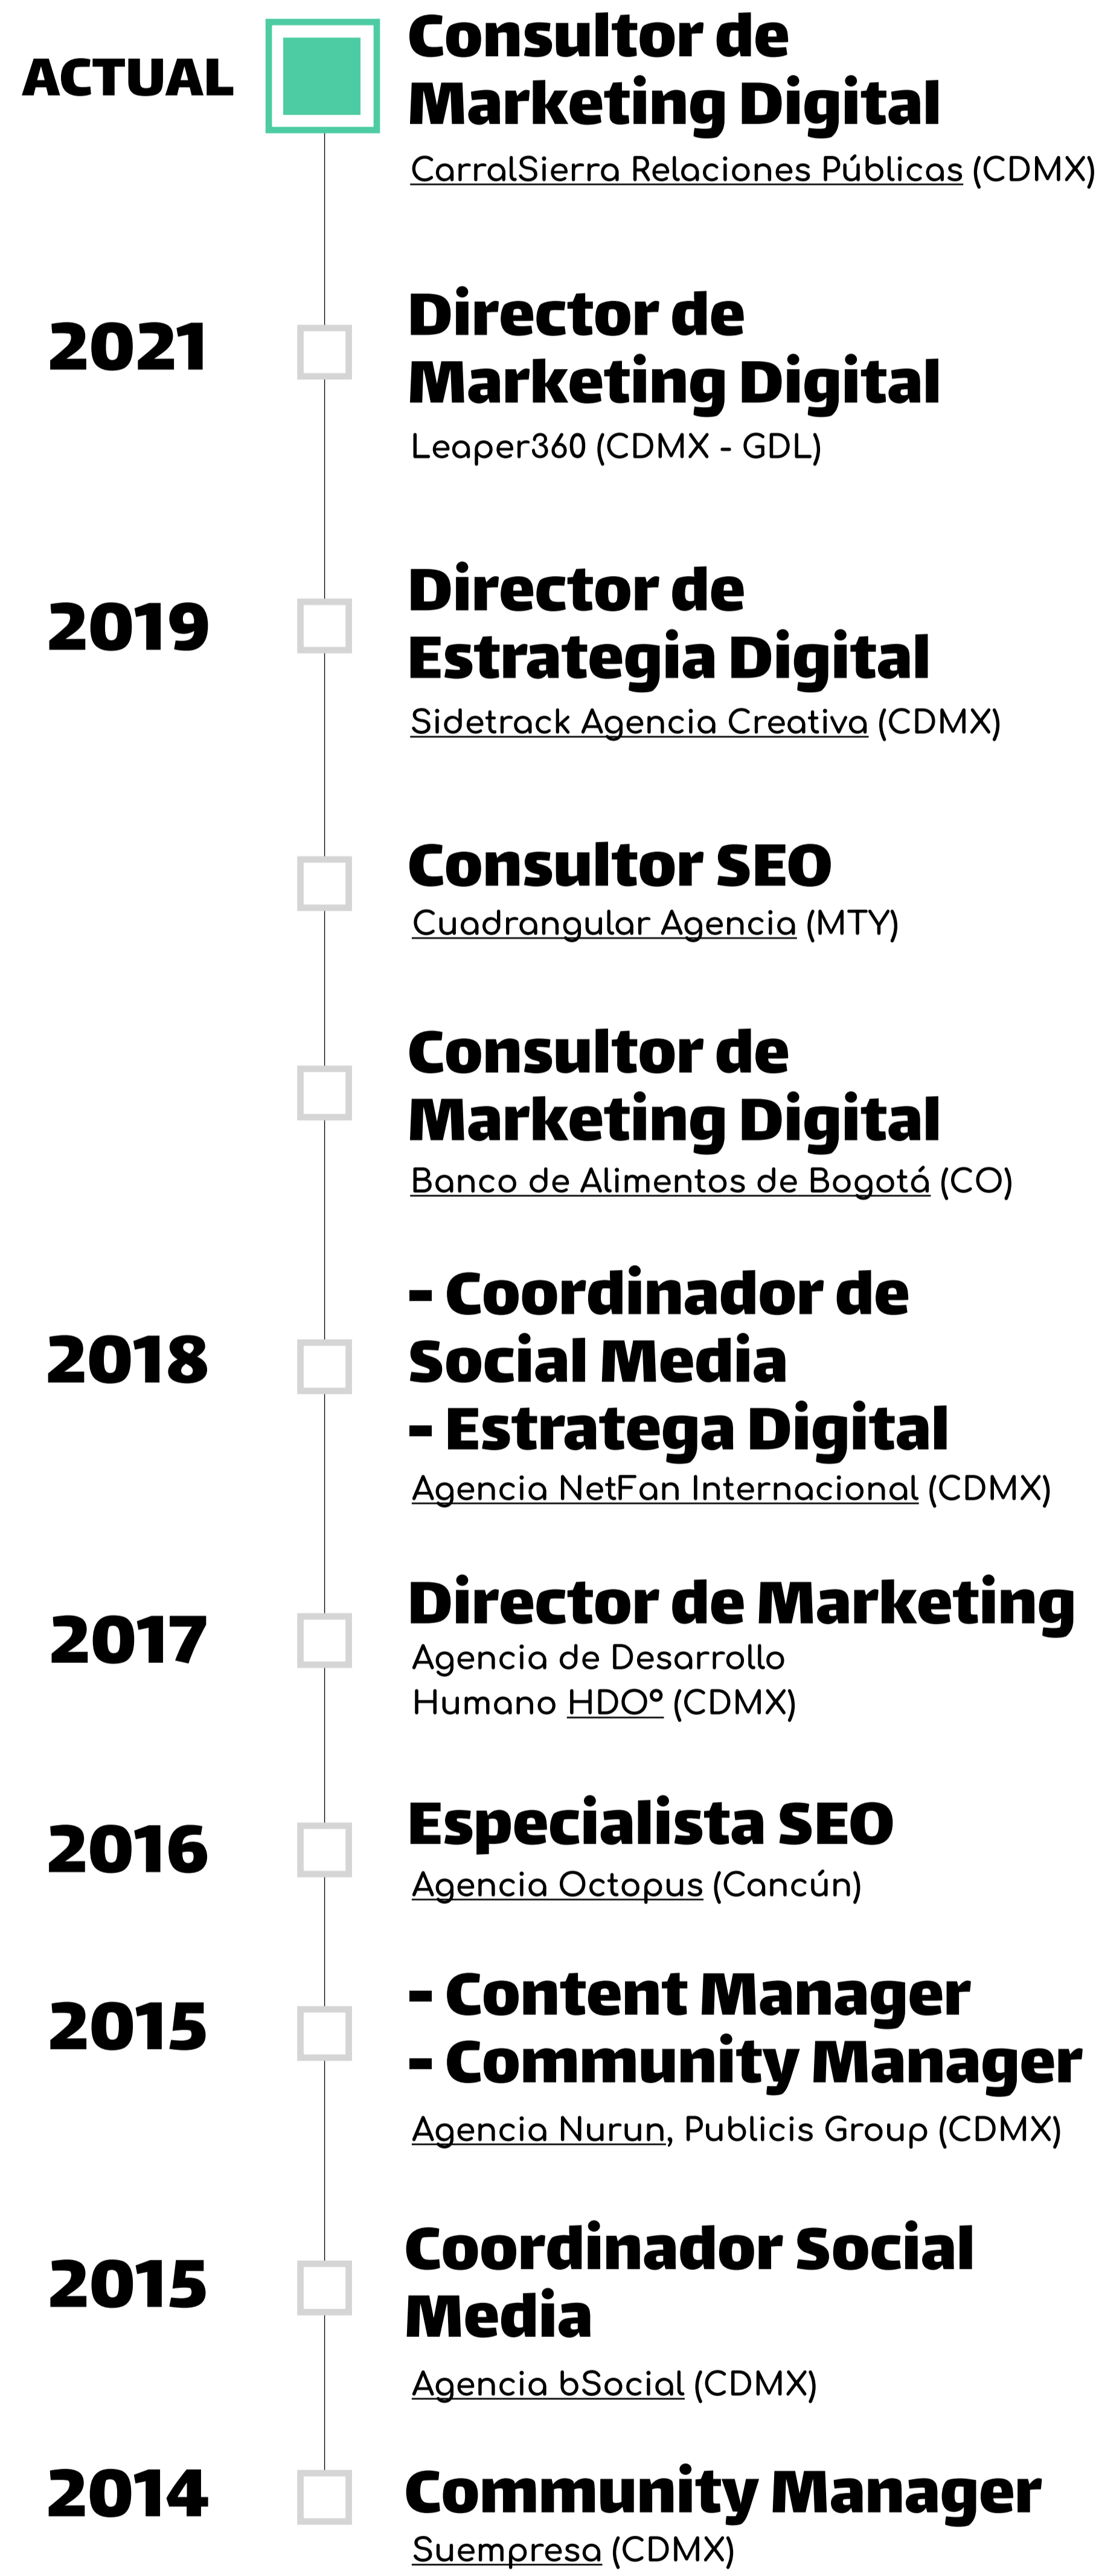 ACTUAL
Consultor de
Marketing Digital
CarralSierra Relaciones Públicas (CDMX)
2021
Director de
Marketing Digital
Leaper360 (CDMX - GDL)
2019
Director de
Estrategia Digital
Sidetrack Agencia Creativa (CDMX)
Consultor SEO
Cuadrangular Agencia (MTY)
Consultor de
Marketing Digital
Banco de Alimentos de Bogotá (CO)
2018
- Coordinador de
Social Media
- Estratega Digital
Agencia NetFan Internacional (CDMX)
2017
Director de Marketing
Agencia de Desarrollo
Humano HDOº (CDMX)
2016
Especialista SEO
Agencia Octopus (Cancún)
2015
- Content Manager
- Community Manager
Agencia Nurun, Publicis Group (CDMX)
2015
Coordinador Social
Media
Agencia bSocial (CDMX)
2014
Community Manager
Suempresa (CDMX)